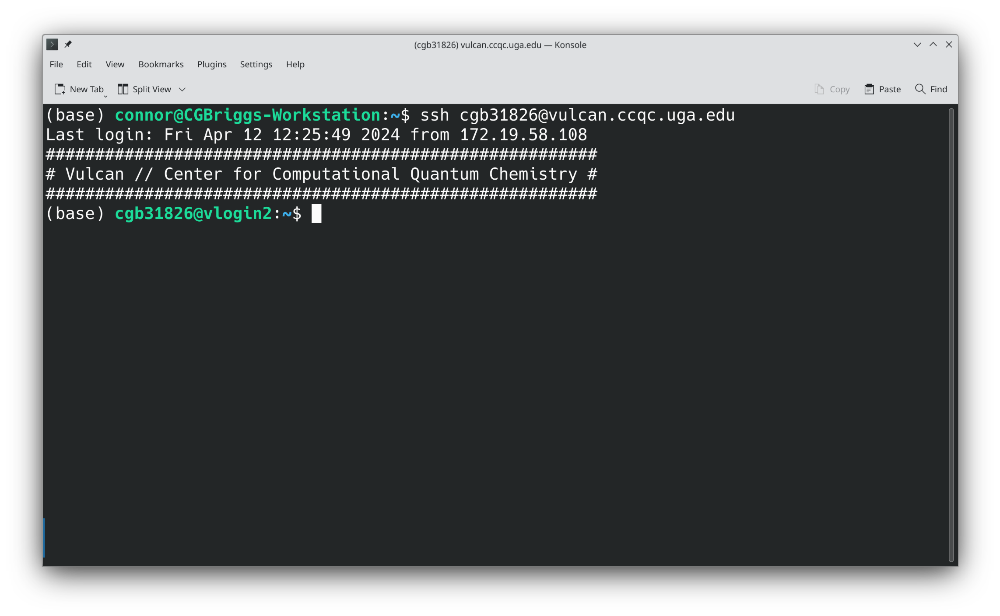 (cgb31826) vulcan.ccqc.uga.edu — Konsole
File Edit View Bookmarks Plugins Settings Help
New Tab Split View Copy Paste Find
(base) connor@CGBriggs-Workstation:~$ ssh cgb31826@vulcan.ccqc.uga.edu
Last login: Fri Apr 12 12:25:49 2024 from 172.19.58.108
########################################################
# Vulcan // Center for Computational Quantum Chemistry #
########################################################
(base) cgb31826@vlogin2:~$